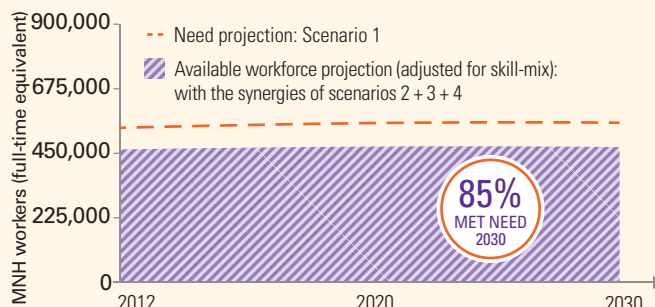 MNH workers (full-time equivalent)
900,000
675,000
450,000
225,000
0
Need projection: Scenario 1
Available workforce projection (adjusted for skill-mix):
with the synergies of scenarios 2 + 3 + 4
85%
MET NEED
2030
2012
2020
2030